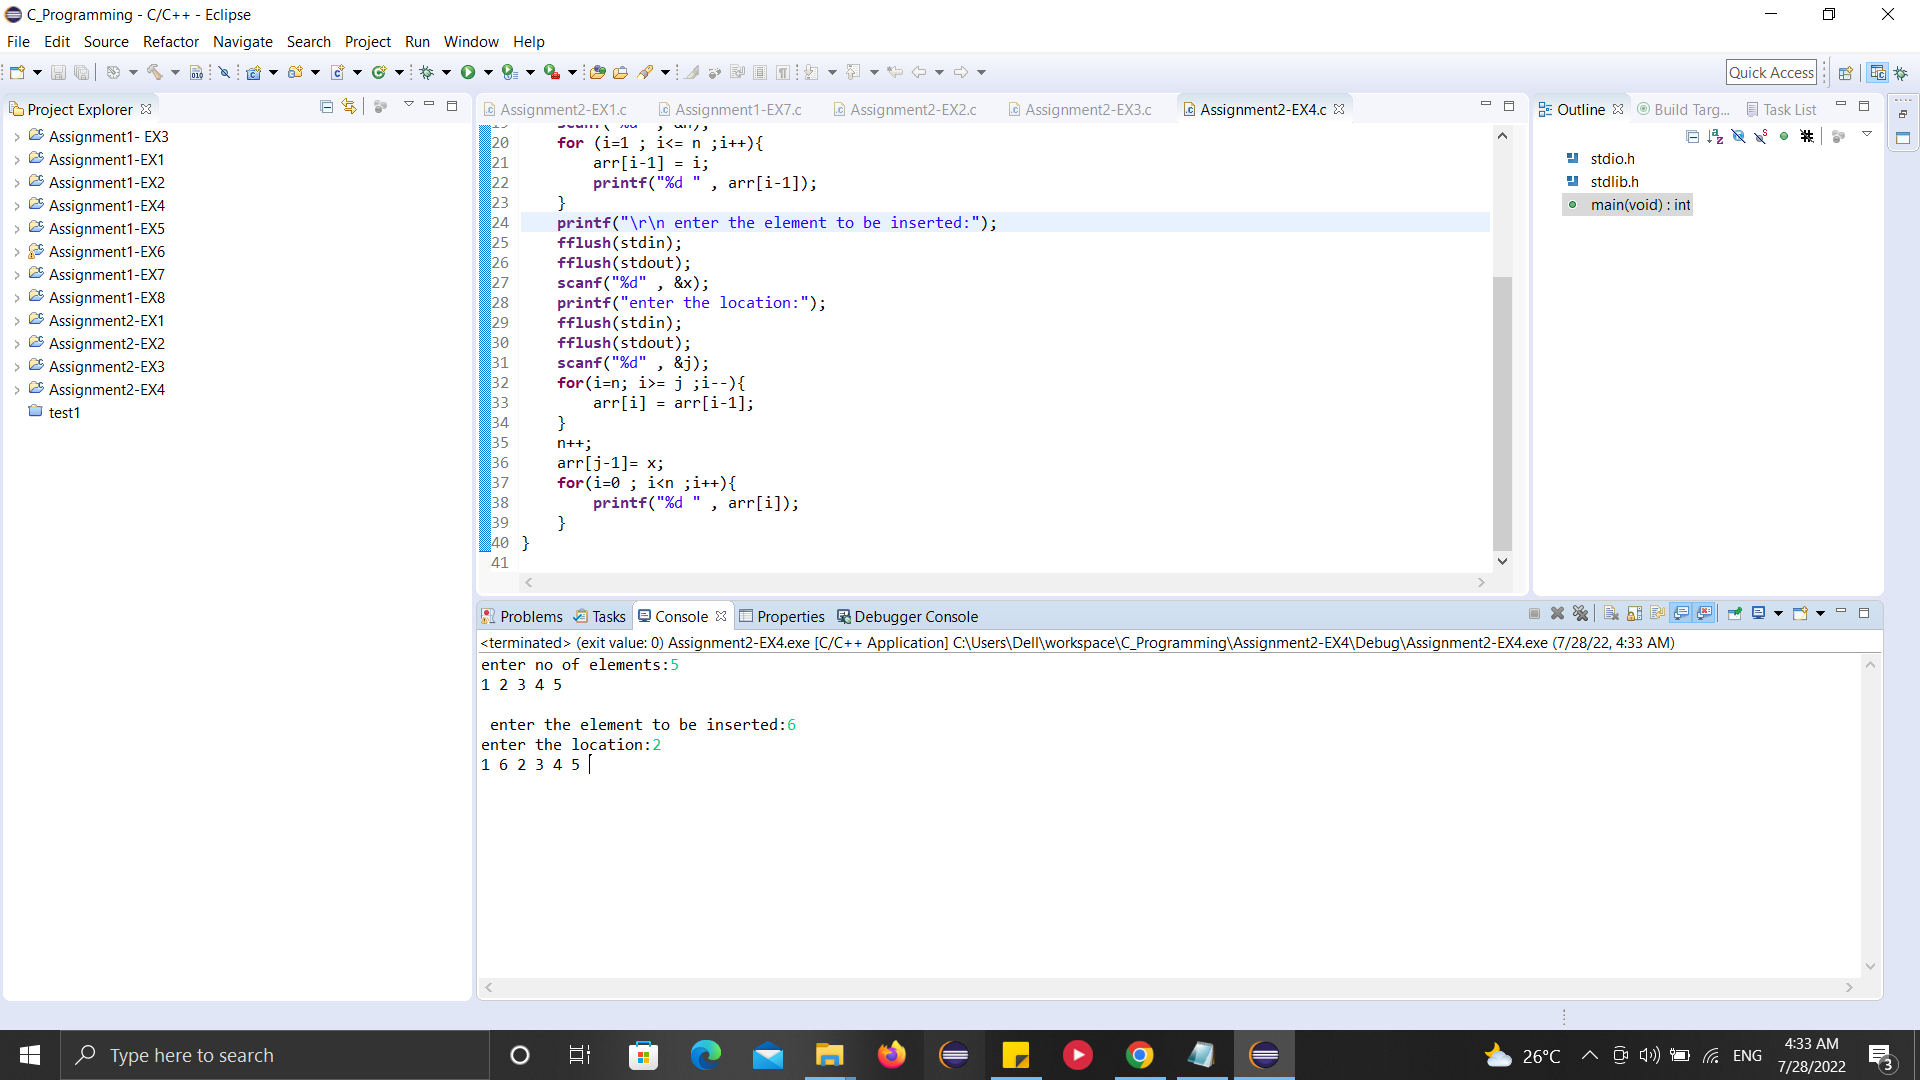 C_Programming - C/C++ - Eclipse
File Edit Source Refactor Navigate Search Project Run Window Help
Quick Access
Project Explorer
Assignment1- EX3
Assignment1-EX1
Assignment1-EX2
Assignment1-EX4
Assignment1-EX5
Assignment1-EX6
Assignment1-EX7
Assignment1-EX8
Assignment2-EX1
Assignment2-EX2
Assignment2-EX3
Assignment2-EX4
test1
Assignment2-EX1.c Assignment1-EX7.c Assignment2-EX2.c Assignment2-EX3.c Assignment2-EX4.c
19 scanf("%d" , &n);
20 for (i=1 ; i<= n ;i++){
21 arr[i-1] = i;
22 printf("%d " , arr[i-1]);
23 }
24 printf("\r\n enter the element to be inserted:");
25 fflush(stdin);
26 fflush(stdout);
27 scanf("%d" , &x);
28 printf("enter the location:");
29 fflush(stdin);
30 fflush(stdout);
31 scanf("%d" , &j);
32 for(i=n; i>= j ;i--){
33 arr[i] = arr[i-1];
34 }
35 n++;
36 arr[j-1]= x;
37 for(i=0 ; i<n ;i++){
38 printf("%d " , arr[i]);
39 }
40 }
41
Outline Build Targ... Task List
stdio.h
stdlib.h
main(void) : int
Problems Tasks Console Properties Debugger Console
<terminated> (exit value: 0) Assignment2-EX4.exe [C/C++ Application] C:\Users\Dell\workspace\C_Programming\Assignment2-EX4\Debug\Assignment2-EX4.exe (7/28/22, 4:33 AM)
enter no of elements:5
1 2 3 4 5
enter the element to be inserted:6
enter the location:2
1 6 2 3 4 5
Type here to search
26°C
ENG
4:33 AM
7/28/2022
3